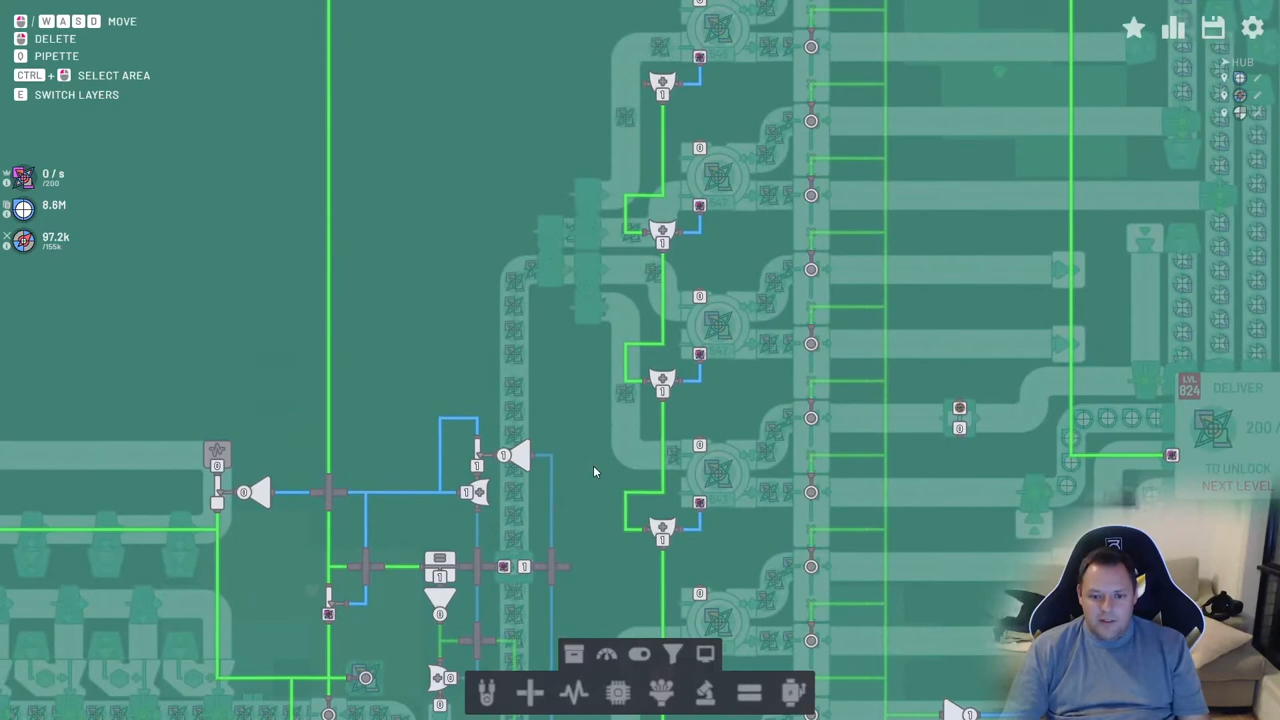 / W A S D MOVE
DELETE
Q PIPETTE
CTRL + SELECT AREA
E SWITCH LAYERS
HUB
0 / s
/200
8.6M
97.2k
/155k
LVL
824
DELIVER
200 /
TO UNLOCK
NEXT LEVEL